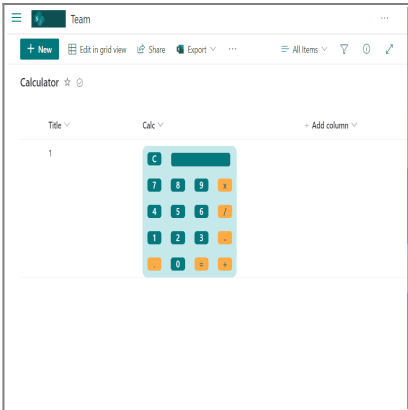 s Team ...
+ New Edit in grid view Share Export ... All Items
Calculator
Title Calc + Add column
1
C
7 8 9 x
4 5 6 /
1 2 3 -
. 0 = +